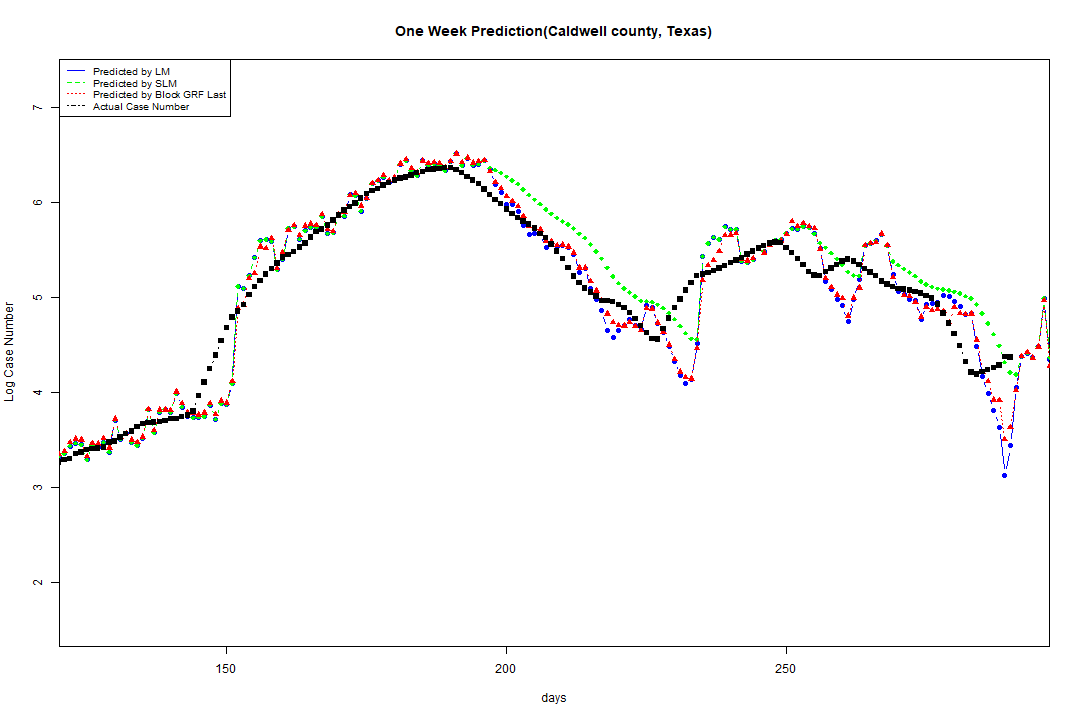 One Week Prediction(Caldwell county, Texas)
Predicted by LM
Predicted by SLM
Predicted by Block GRF Last
Actual Case Number
7
6
5
4
3
2
Log Case Number
150
200
250
days